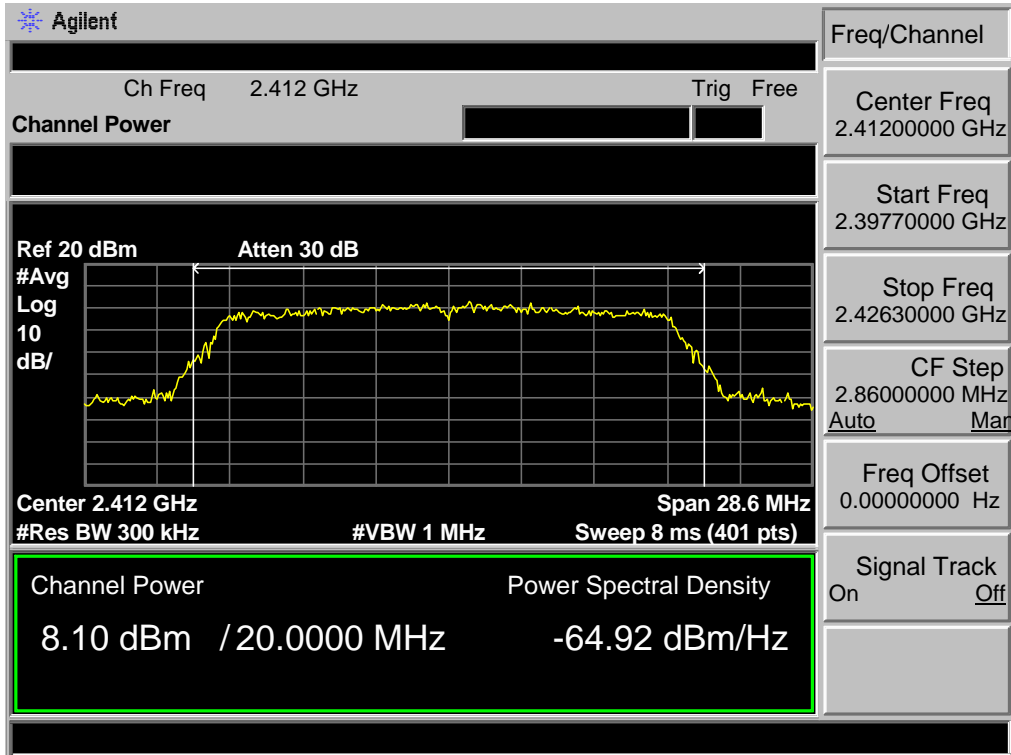 Agilent
Ch Freq 2.412 GHz Trig Free
Channel Power
Ref 20 dBm Atten 30 dB
#Avg
Log
10
dB/
Center 2.412 GHz Span 28.6 MHz
#Res BW 300 kHz #VBW 1 MHz Sweep 8 ms (401 pts)
Channel Power Power Spectral Density
8.10 dBm / 20.0000 MHz -64.92 dBm/Hz
Freq/Channel
Center Freq
2.41200000 GHz
Start Freq
2.39770000 GHz
Stop Freq
2.42630000 GHz
CF Step
2.86000000 MHz
Auto Man
Freq Offset
0.00000000 Hz
Signal Track
On Off